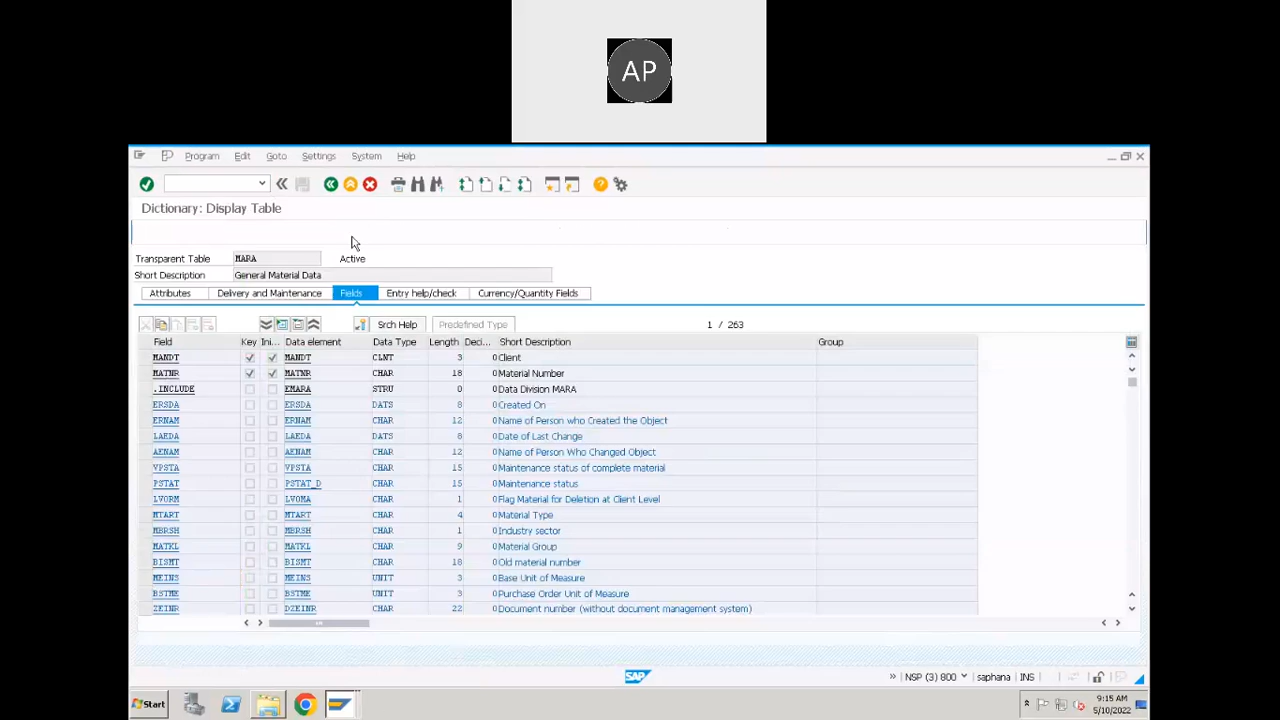 AP
Program Edit Goto Settings System Help
Dictionary: Display Table
Transparent Table MARA Active
Short Description General Material Data
Attributes Delivery and Maintenance Fields Entry help/check Currency/Quantity Fields
Srch Help Predefined Type 1 / 263
Field Key Ini... Data element Data Type Length Deci... Short Description Group
MANDT MANDT CLNT 3 0 Client
MATNR MATNR CHAR 18 0 Material Number
.INCLUDE EMARA STRU 0 0 Data Division MARA
ERSDA ERSDA DATS 8 0 Created On
ERNAM ERNAM CHAR 12 0 Name of Person who Created the Object
LAEDA LAEDA DATS 8 0 Date of Last Change
AENAM AENAM CHAR 12 0 Name of Person Who Changed Object
VPSTA VPSTA CHAR 15 0 Maintenance status of complete material
PSTAT PSTAT_D CHAR 15 0 Maintenance status
LVORM LVOMA CHAR 1 0 Flag Material for Deletion at Client Level
MTART MTART CHAR 4 0 Material Type
MBRSH MBRSH CHAR 1 0 Industry sector
MATKL MATKL CHAR 9 0 Material Group
BISMT BISMT CHAR 18 0 Old material number
MEINS MEINS UNIT 3 0 Base Unit of Measure
BSTME BSTME UNIT 3 0 Purchase Order Unit of Measure
ZEINR DZEINR CHAR 22 0 Document number (without document management system)
SAP » NSP (3) 800 saphana INS
Start 9:15 AM
5/10/2022